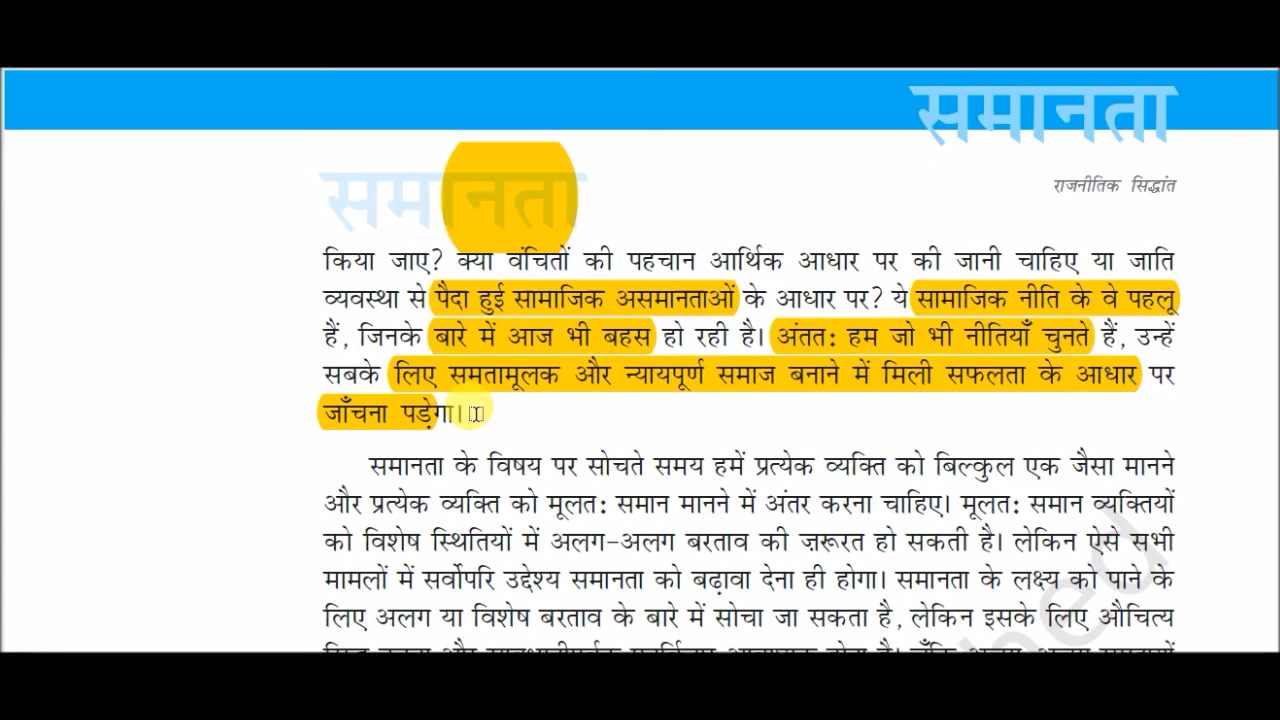 समानता
समानता
राजनीतिक सिद्धांत
किया जाए? क्या वंचितों की पहचान आर्थिक आधार पर की जानी चाहिए या जाति
व्यवस्था से पैदा हुई सामाजिक असमानताओं के आधार पर? ये सामाजिक नीति के वे पहलू
हैं, जिनके बारे में आज भी बहस हो रही है। अंततः हम जो भी नीतियाँ चुनते हैं, उन्हें
सबके लिए समतामूलक और न्यायपूर्ण समाज बनाने में मिली सफलता के आधार पर
जाँचना पड़ेगा।
समानता के विषय पर सोचते समय हमें प्रत्येक व्यक्ति को बिल्कुल एक जैसा मानने
और प्रत्येक व्यक्ति को मूलतः समान मानने में अंतर करना चाहिए। मूलतः समान व्यक्तियों
को विशेष स्थितियों में अलग-अलग बरताव की ज़रूरत हो सकती है। लेकिन ऐसे सभी
मामलों में सर्वोपरि उद्देश्य समानता को बढ़ावा देना ही होगा। समानता के लक्ष्य को पाने के
लिए अलग या विशेष बरताव के बारे में सोचा जा सकता है, लेकिन इसके लिए औचित्य